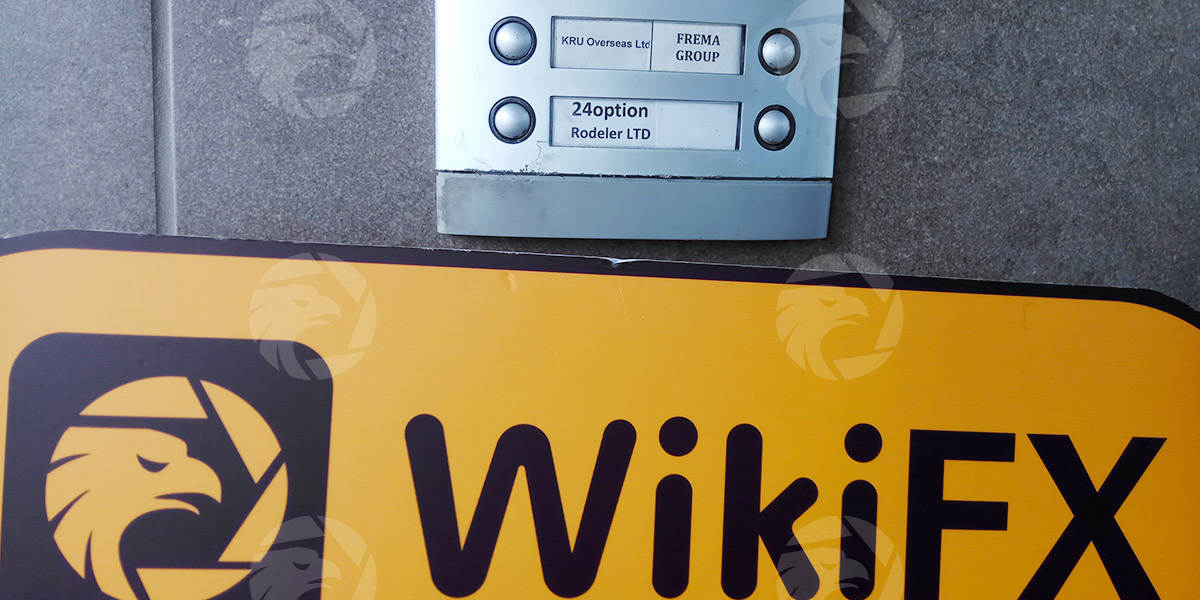 KRU Overseas Ltd
FREMA
GROUP
24option
Rodeler LTD
WikiFX